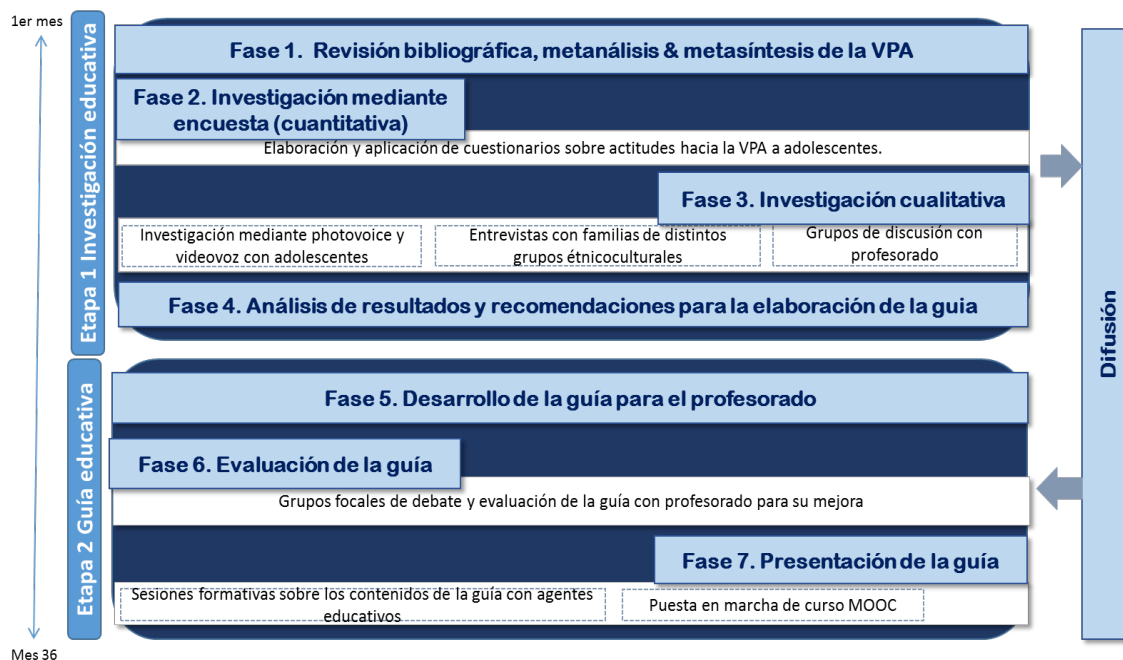 1er mes
Etapa 1 Investigación educativa
Fase 1. Revisión bibliográfica, metanálisis & metasíntesis de la VPA
Fase 2. Investigación mediante
encuesta (cuantitativa)
Elaboración y aplicación de cuestionarios sobre actitudes hacia la VPA a adolescentes.
Fase 3. Investigación cualitativa
Investigación mediante photovoice y
videovoz con adolescentes
Entrevistas con familias de distintos
grupos étnicoculturales
Grupos de discusión con
profesorado
Fase 4. Análisis de resultados y recomendaciones para la elaboración de la guia
Etapa 2 Guía educativa
Fase 5. Desarrollo de la guía para el profesorado
Fase 6. Evaluación de la guía
Grupos focales de debate y evaluación de la guía con profesorado para su mejora
Fase 7. Presentación de la guía
Sesiones formativas sobre los contenidos de la guía con agentes
educativos
Puesta en marcha de curso MOOC
Mes 36
Difusión